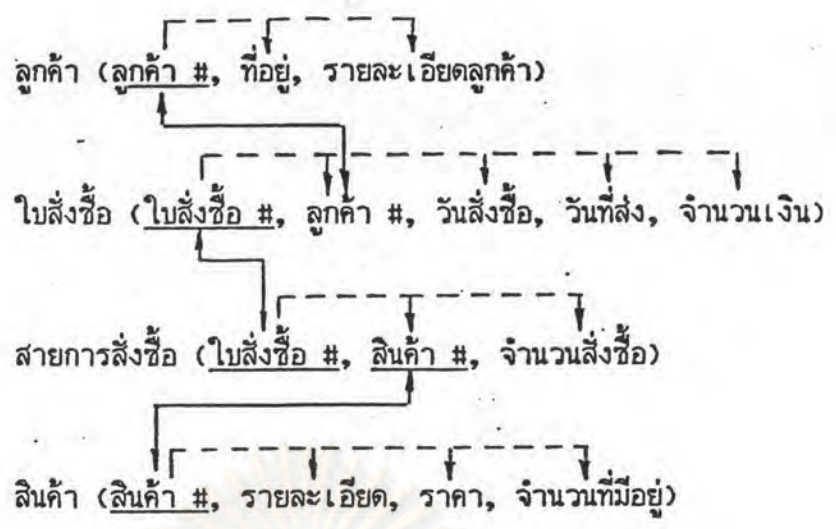 ลูกค้า (ลูกค้า #, ที่อยู่, รายละเอียดลูกค้า)
ใบสั่งซื้อ (ใบสั่งซื้อ #, ลูกค้า #, วันสั่งซื้อ, วันที่ส่ง, จำนวนเงิน)
สายการสั่งซื้อ (ใบสั่งซื้อ #, สินค้า #, จำนวนสั่งซื้อ)
สินค้า (สินค้า #, รายละเอียด, ราคา, จำนวนที่มีอยู่)